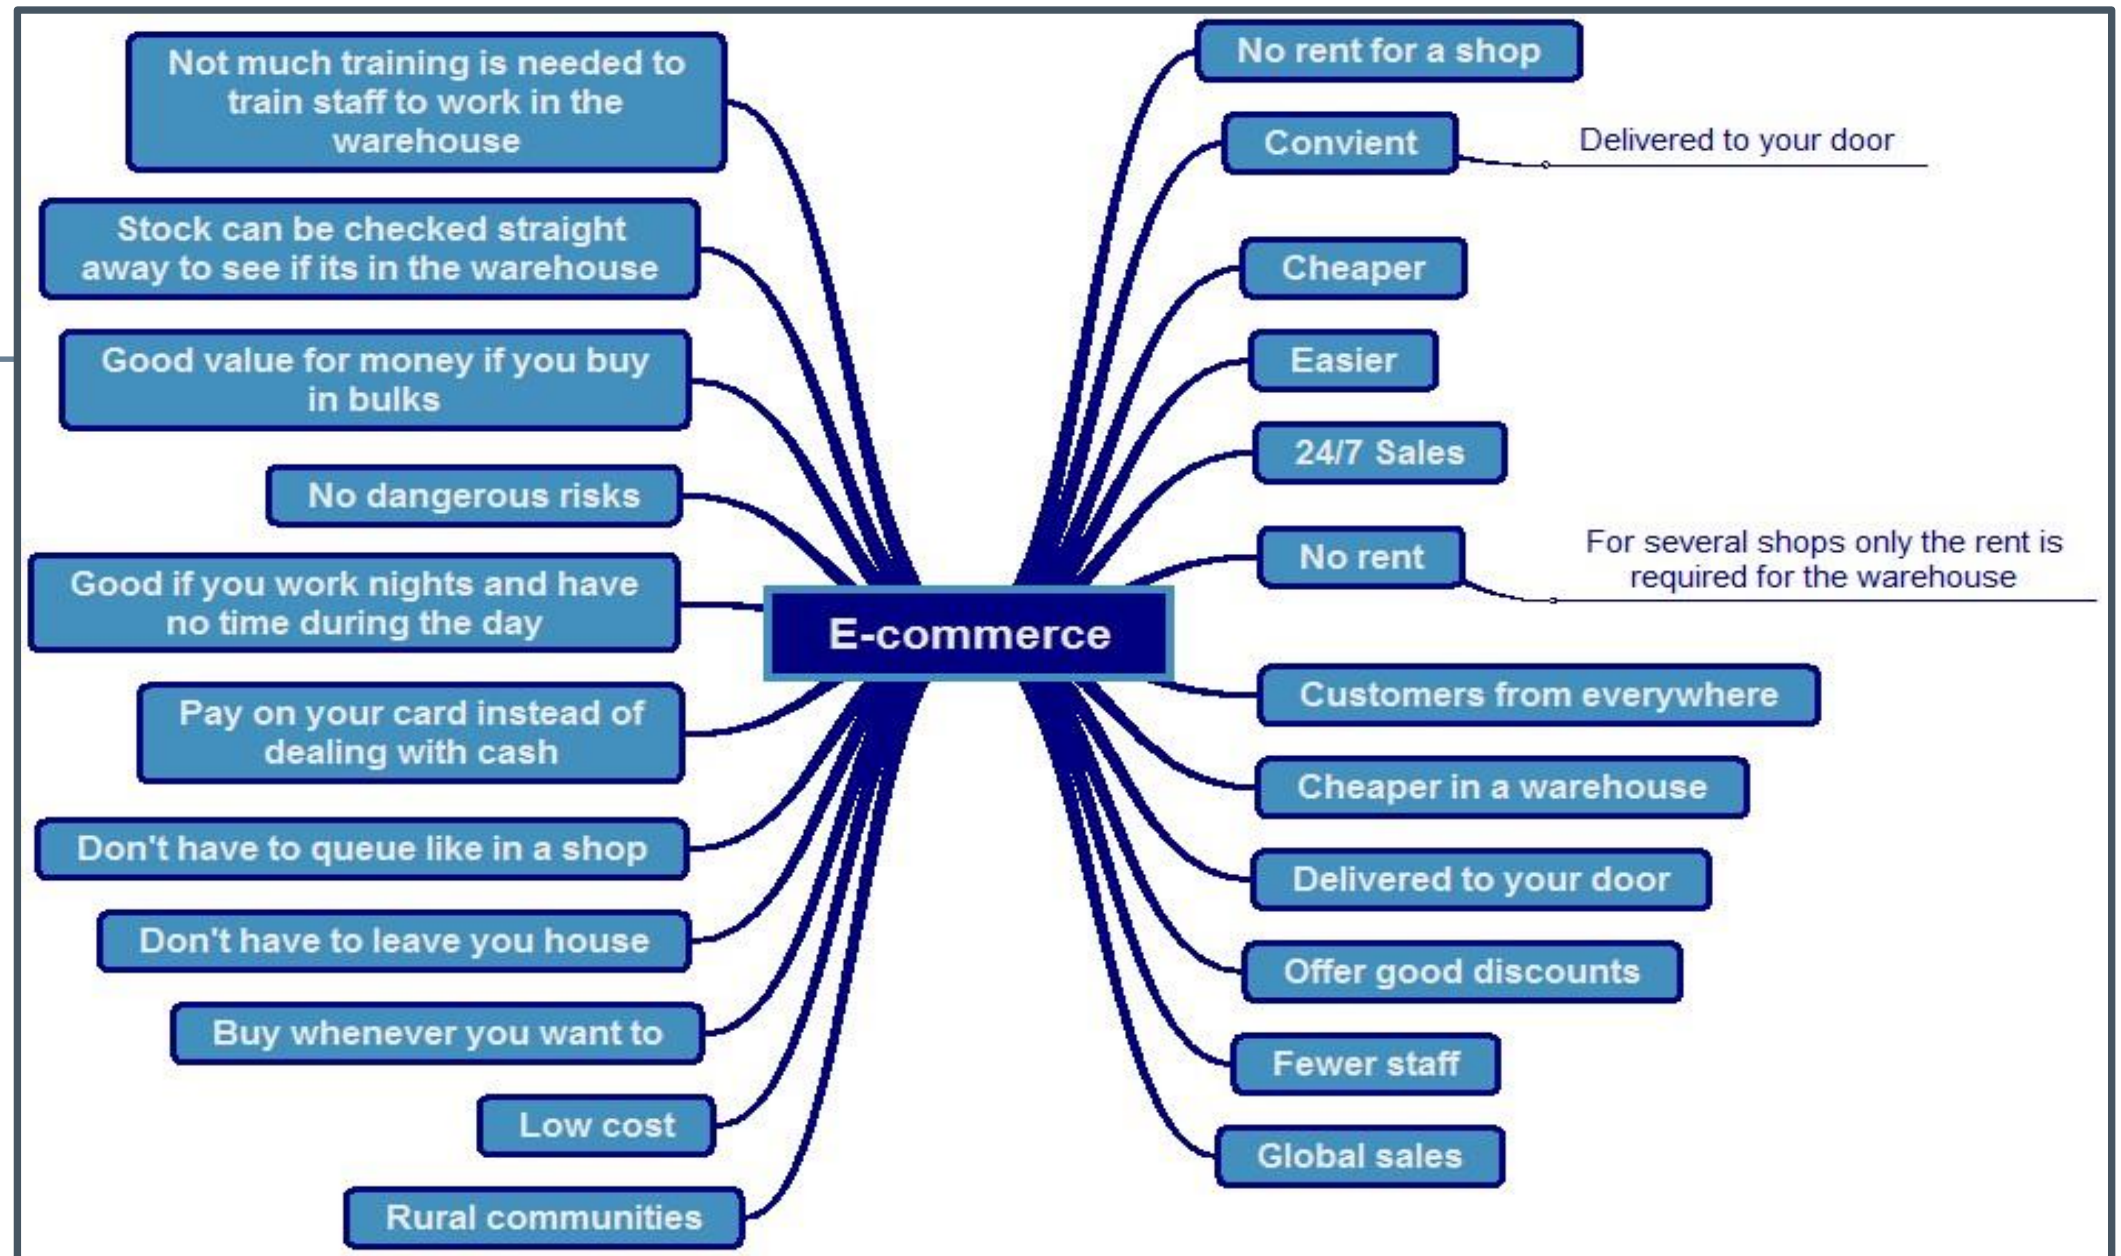 Not much training is needed to
train staff to work in the
warehouse
Stock can be checked straight
away to see if its in the warehouse
Good value for money if you buy
in bulks
No dangerous risks
Good if you work nights and have
no time during the day
Pay on your card instead of
dealing with cash
Don't have to queue like in a shop
Don't have to leave you house
Buy whenever you want to
Low cost
Rural communities
E-commerce
No rent for a shop
Convient
Delivered to your door
Cheaper
Easier
24/7 Sales
No rent
For several shops only the rent is
required for the warehouse
Customers from everywhere
Cheaper in a warehouse
Delivered to your door
Offer good discounts
Fewer staff
Global sales